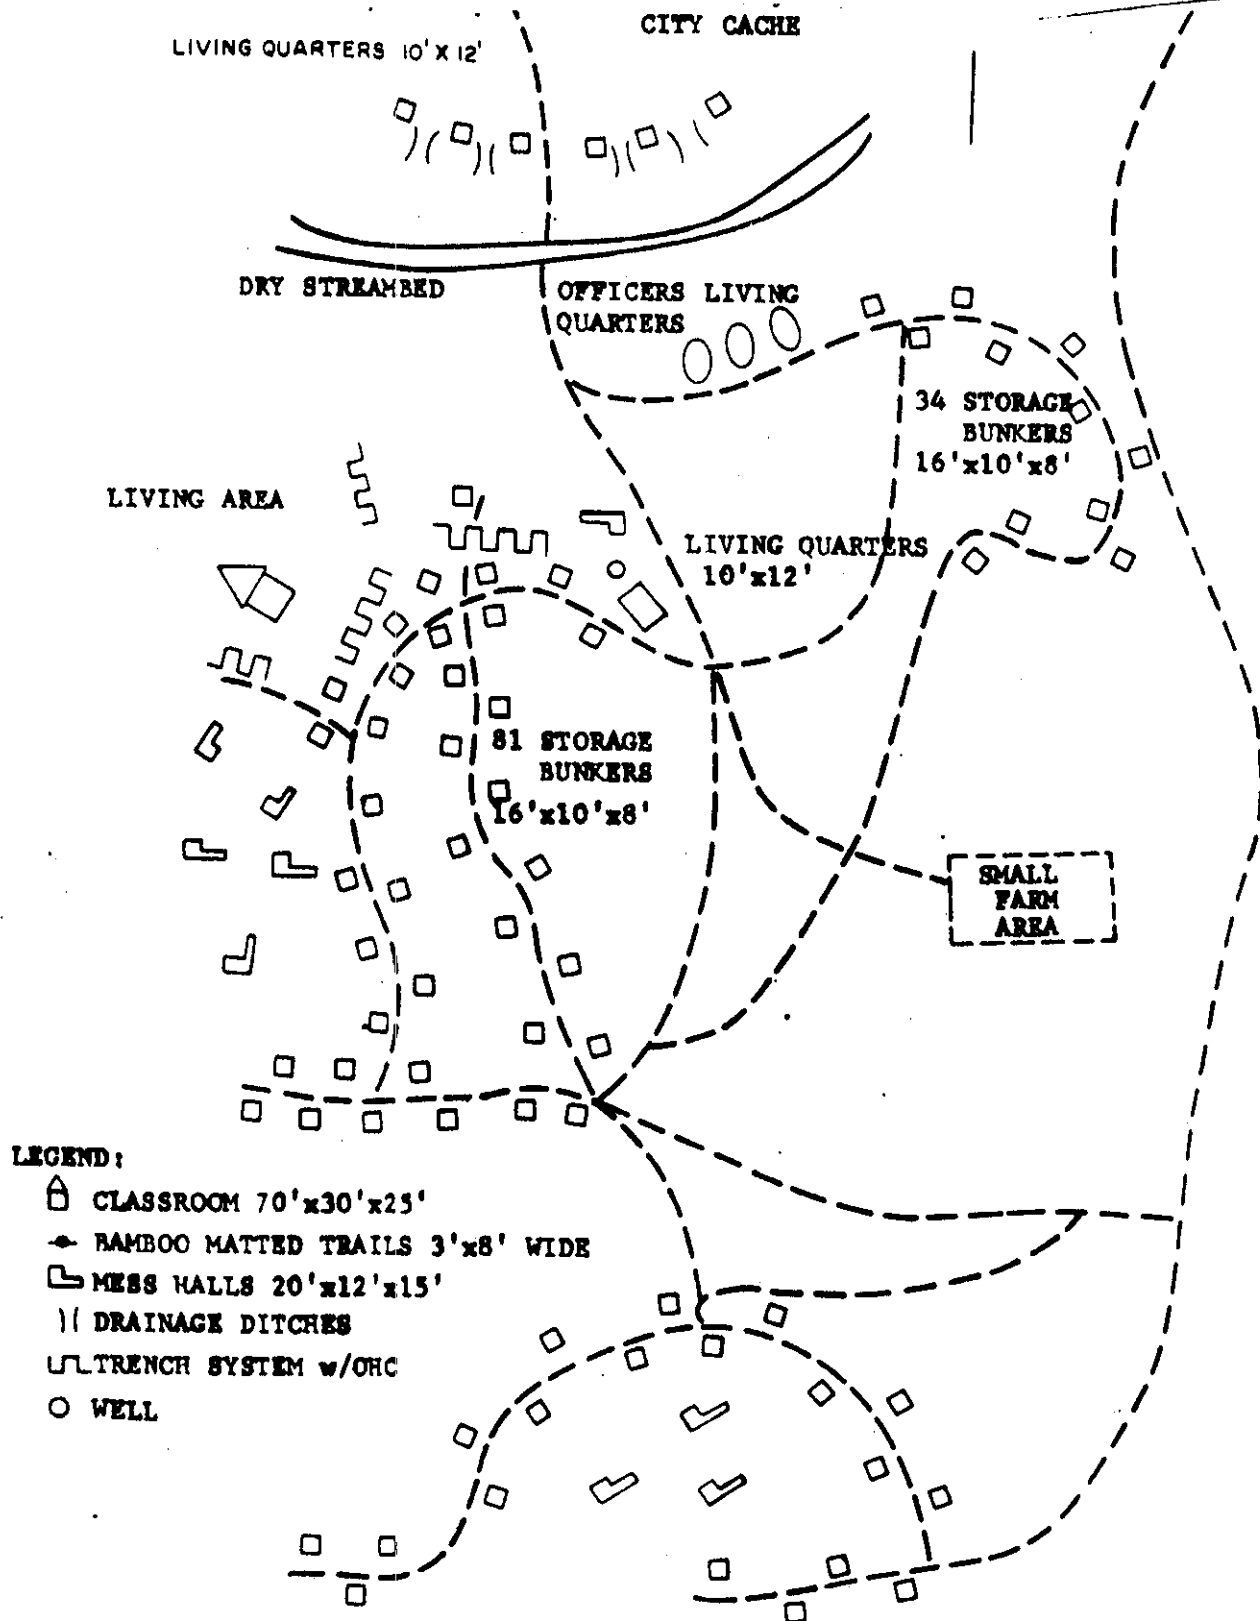 CITY CACHE
LIVING QUARTERS 10' X 12'
DRY STREAMBED
OFFICERS LIVING
QUARTERS
34 STORAGE
BUNKERS
16'x10'x8'
LIVING AREA
LIVING QUARTERS
10'x12'
81 STORAGE
BUNKERS
16'x10'x8'
SMALL
FARM
AREA
LEGEND:
CLASSROOM 70'x30'x25'
BAMBOO MATTED TRAILS 3'x8' WIDE
MESS HALLS 20'x12'x15'
DRAINAGE DITCHES
TRENCH SYSTEM w/OHC
WELL